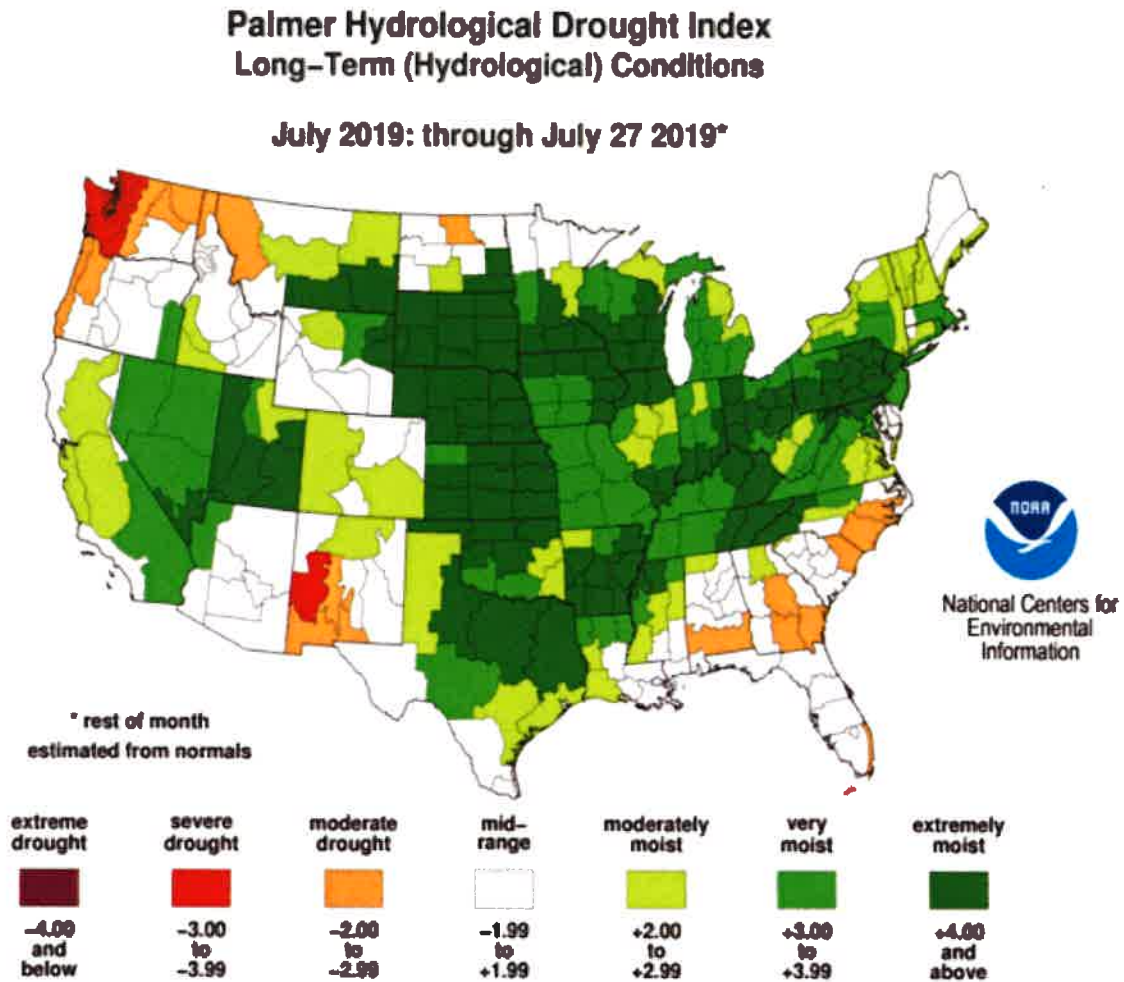 Palmer Hydrological Drought Index
Long-Term (Hydrological) Conditions
July 2019: through July 27 2019*
NOAA
National Centers for
Environmental
Information
* rest of month
estimated from normals
extreme drought
severe drought
moderate drought
mid-range
moderately moist
very moist
extremely moist
-4.00 and below
-3.00 to -3.99
-2.00 to -2.99
-1.99 to +1.99
+2.00 to +2.99
+3.00 to +3.99
+4.00 and above